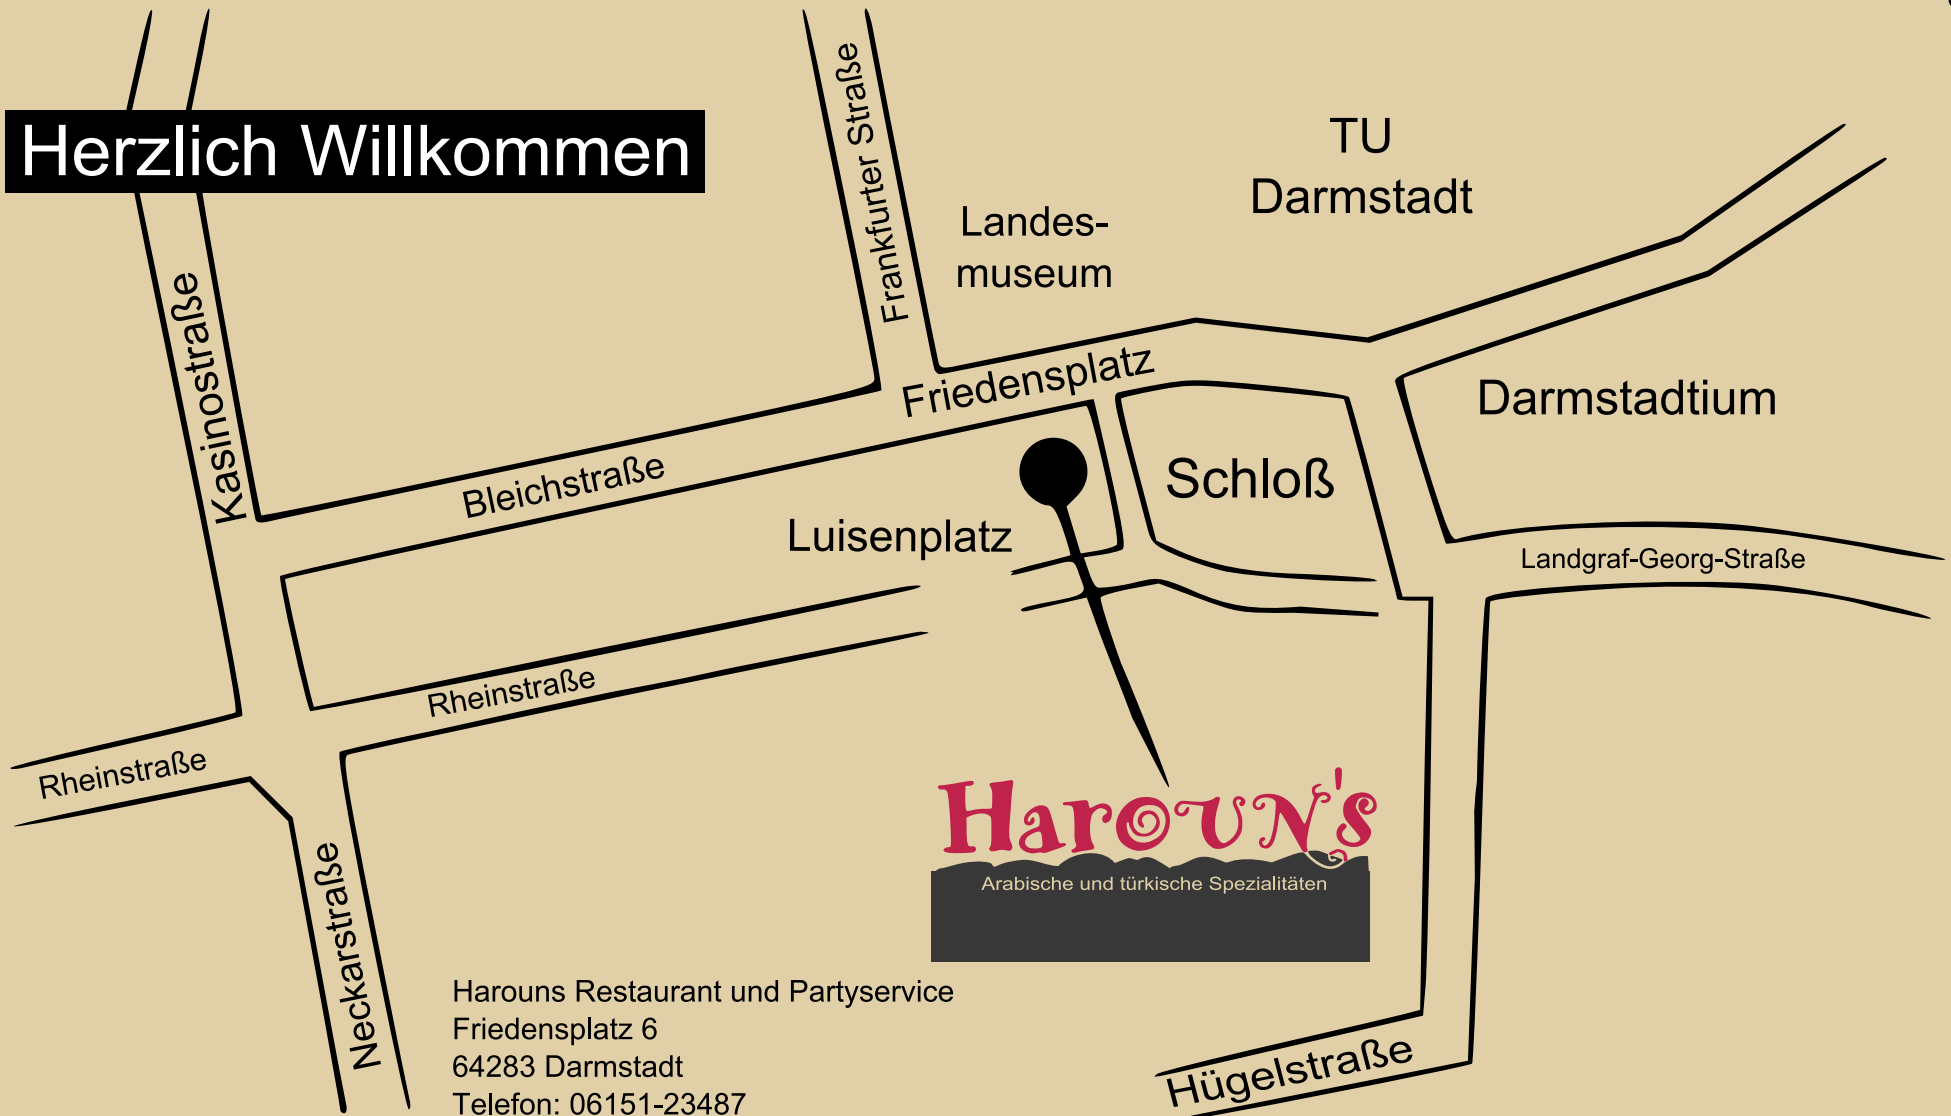 Herzlich Willkommen
Kasinostraße
Frankfurter Straße
Landes-
museum
TU
Darmstadt
Friedensplatz
Bleichstraße
Luisenplatz
Schloß
Darmstadtium
Landgraf-Georg-Straße
Rheinstraße
Rheinstraße
Neckarstraße
Haroun's
Arabische und türkische Spezialitäten
Harouns Restaurant und Partyservice
Friedensplatz 6
64283 Darmstadt
Telefon: 06151-23487
Hügelstraße